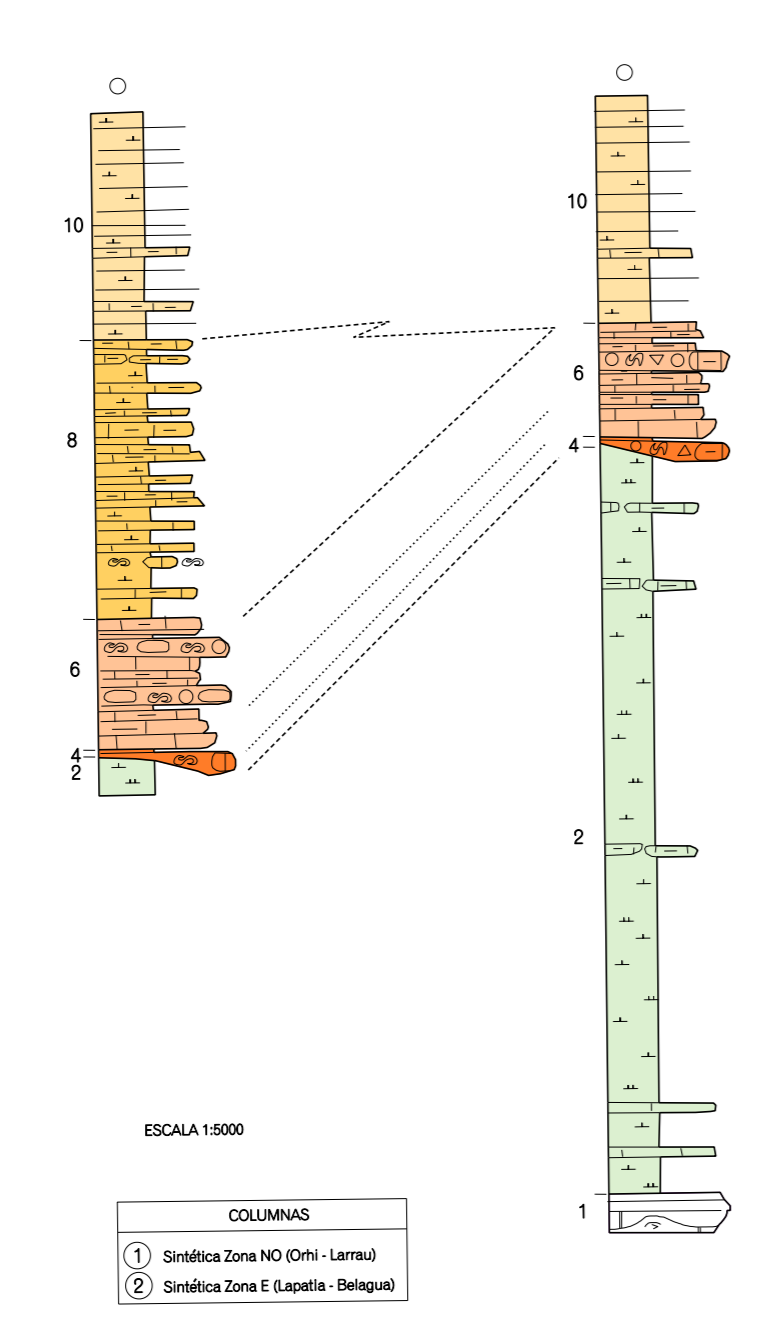 10
8
6
4
2
10
6
4
2
1
ESCALA 1:5000
COLUMNAS
1 Sintética Zona NO (Orhi - Larrau)
2 Sintética Zona E (Lapatia - Belagua)